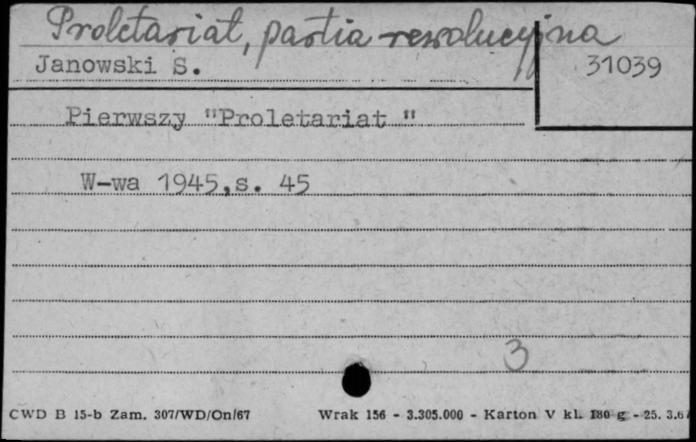 Proletariat, partia rewolucyjna
Janowski S.
31039
Pierwszy "Proletariat "
W-wa 1945,s. 45
3
CWD B 15-b Zam. 307/WD/On/67 Wrak 156 - 3.305.000 - Karton V kl. 180 g - 25. 3.67